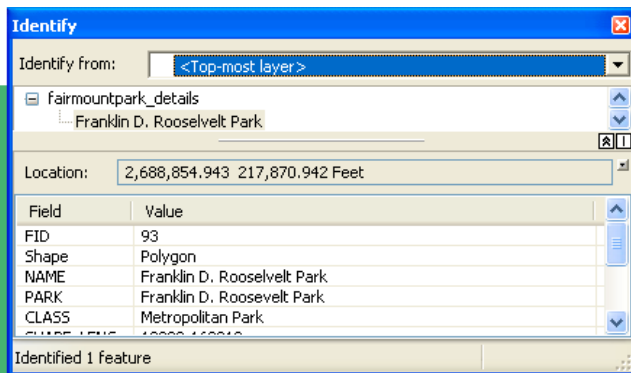 Identify
Identify from: <Top-most layer>
fairmountpark_details
Franklin D. Rooselvelt Park
Location: 2,688,854.943 217,870.942 Feet
Field Value
FID 93
Shape Polygon
NAME Franklin D. Rooselvelt Park
PARK Franklin D. Roosevelt Park
CLASS Metropolitan Park
Identified 1 feature